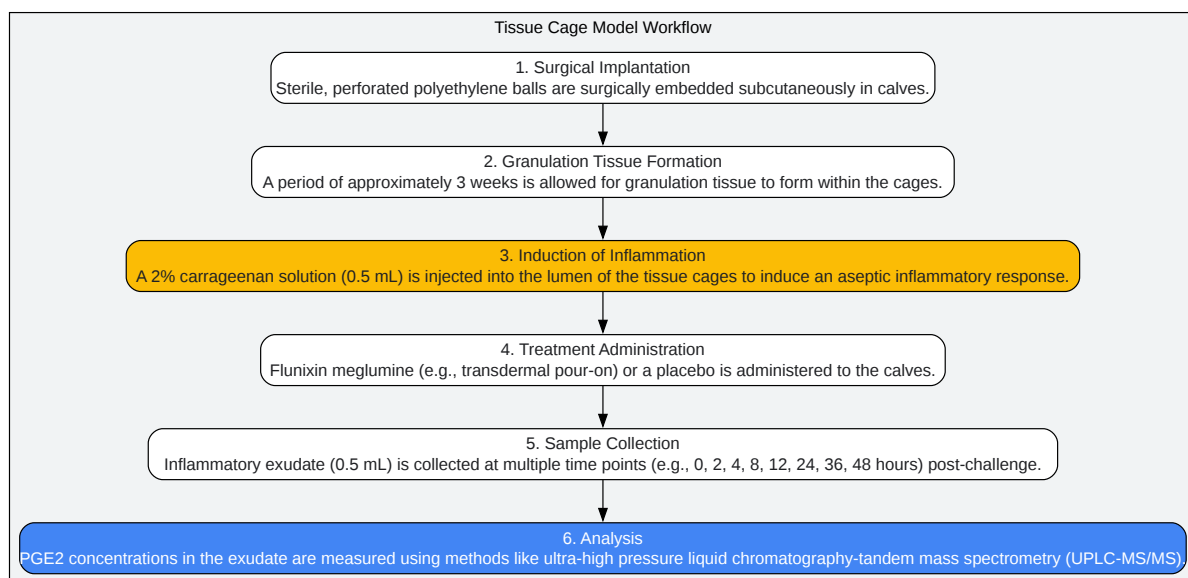 Tissue Cage Model Workflow
1. Surgical Implantation
Sterile, perforated polyethylene balls are surgically embedded subcutaneously in calves.
2. Granulation Tissue Formation
A period of approximately 3 weeks is allowed for granulation tissue to form within the cages.
3. Induction of Inflammation
A 2% carrageenan solution (0.5 mL) is injected into the lumen of the tissue cages to induce an aseptic inflammatory response.
4. Treatment Administration
Flunixin meglumine (e.g., transdermal pour-on) or a placebo is administered to the calves.
5. Sample Collection
Inflammatory exudate (0.5 mL) is collected at multiple time points (e.g., 0, 2, 4, 8, 12, 24, 36, 48 hours) post-challenge.
6. Analysis
PGE2 concentrations in the exudate are measured using methods like ultra-high pressure liquid chromatography-tandem mass spectrometry (UPLC-MS/MS).